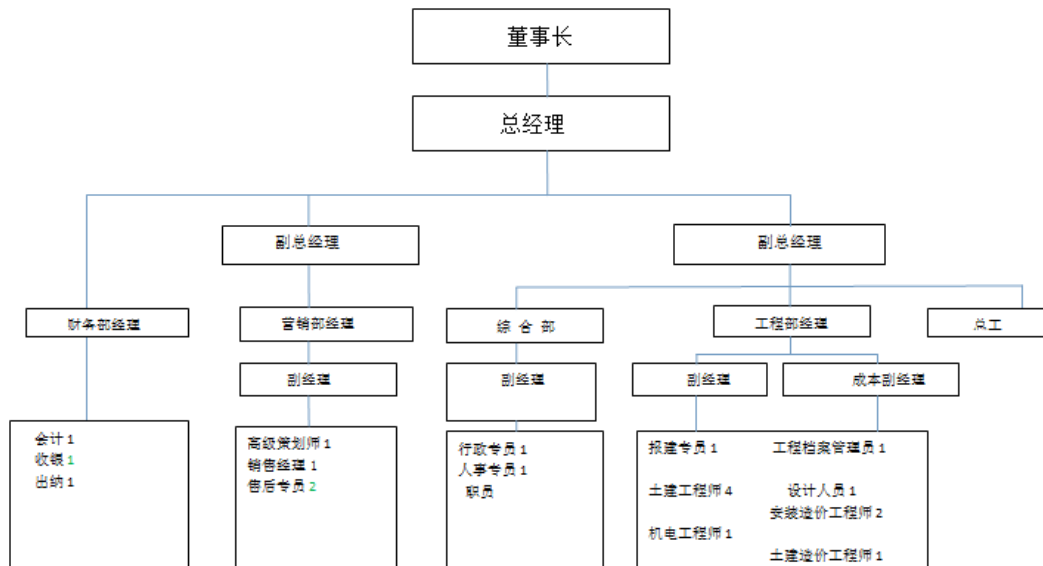 董事长
总经理
副总经理
副总经理
财务部经理
营销部经理
综 合 部
工程部经理
总工
副经理
副经理
副经理
成本副经理
会计 1
收银 1
出纳 1
高级策划师 1
销售经理 1
售后专员 2
行政专员 1
人事专员 1
职员
报建专员 1
土建工程师 4
机电工程师 1
工程档案管理员 1
设计人员 1
安装造价工程师 2
土建造价工程师 1